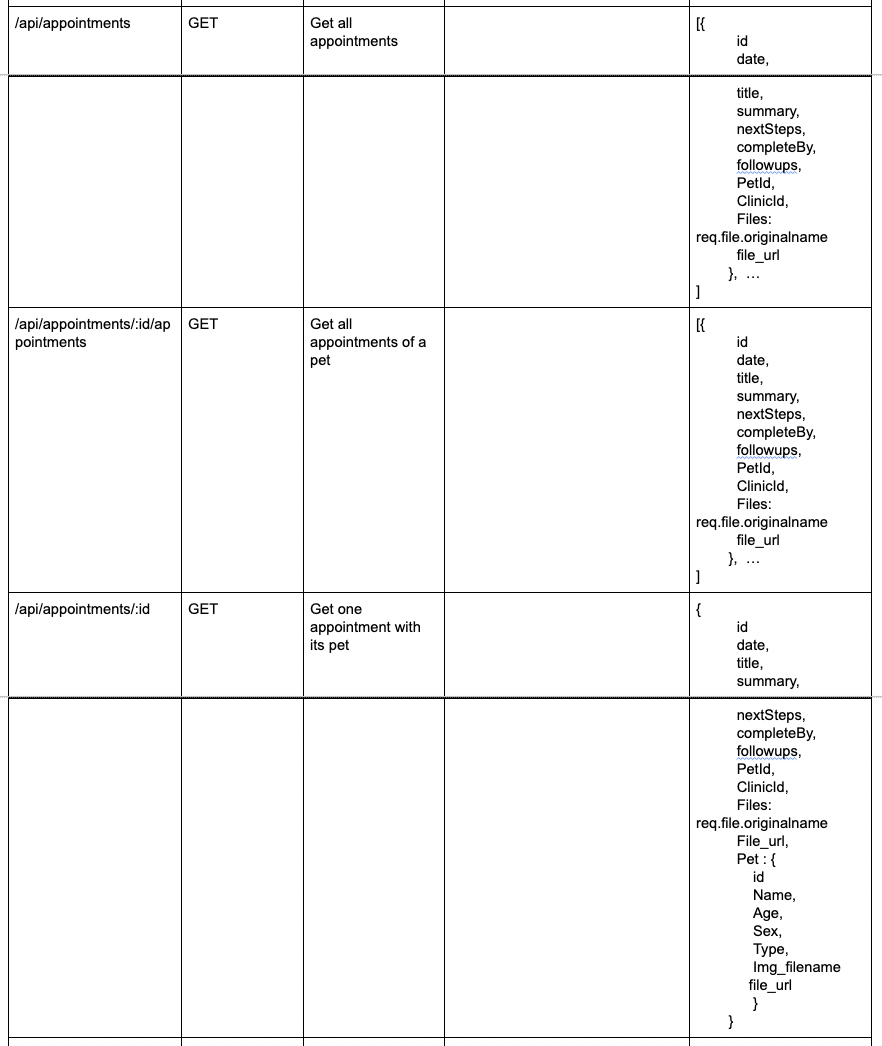 /api/appointments GET Get all [{
appointments id
date,
title,
summary,
nextSteps,
completeBy,
followups,
PetId,
ClinicId,
Files:
req.file.originalname
file_url
}, …
]
/api/appointments/:id/ap GET Get all [{
pointments appointments of a id
pet date,
title,
summary,
nextSteps,
completeBy,
followups,
PetId,
ClinicId,
Files:
req.file.originalname
file_url
}, …
]
/api/appointments/:id GET Get one {
appointment with id
its pet date,
title,
summary,
nextSteps,
completeBy,
followups,
PetId,
ClinicId,
Files:
req.file.originalname
File_url,
Pet : {
id
Name,
Age,
Sex,
Type,
Img_filename
file_url
}
}